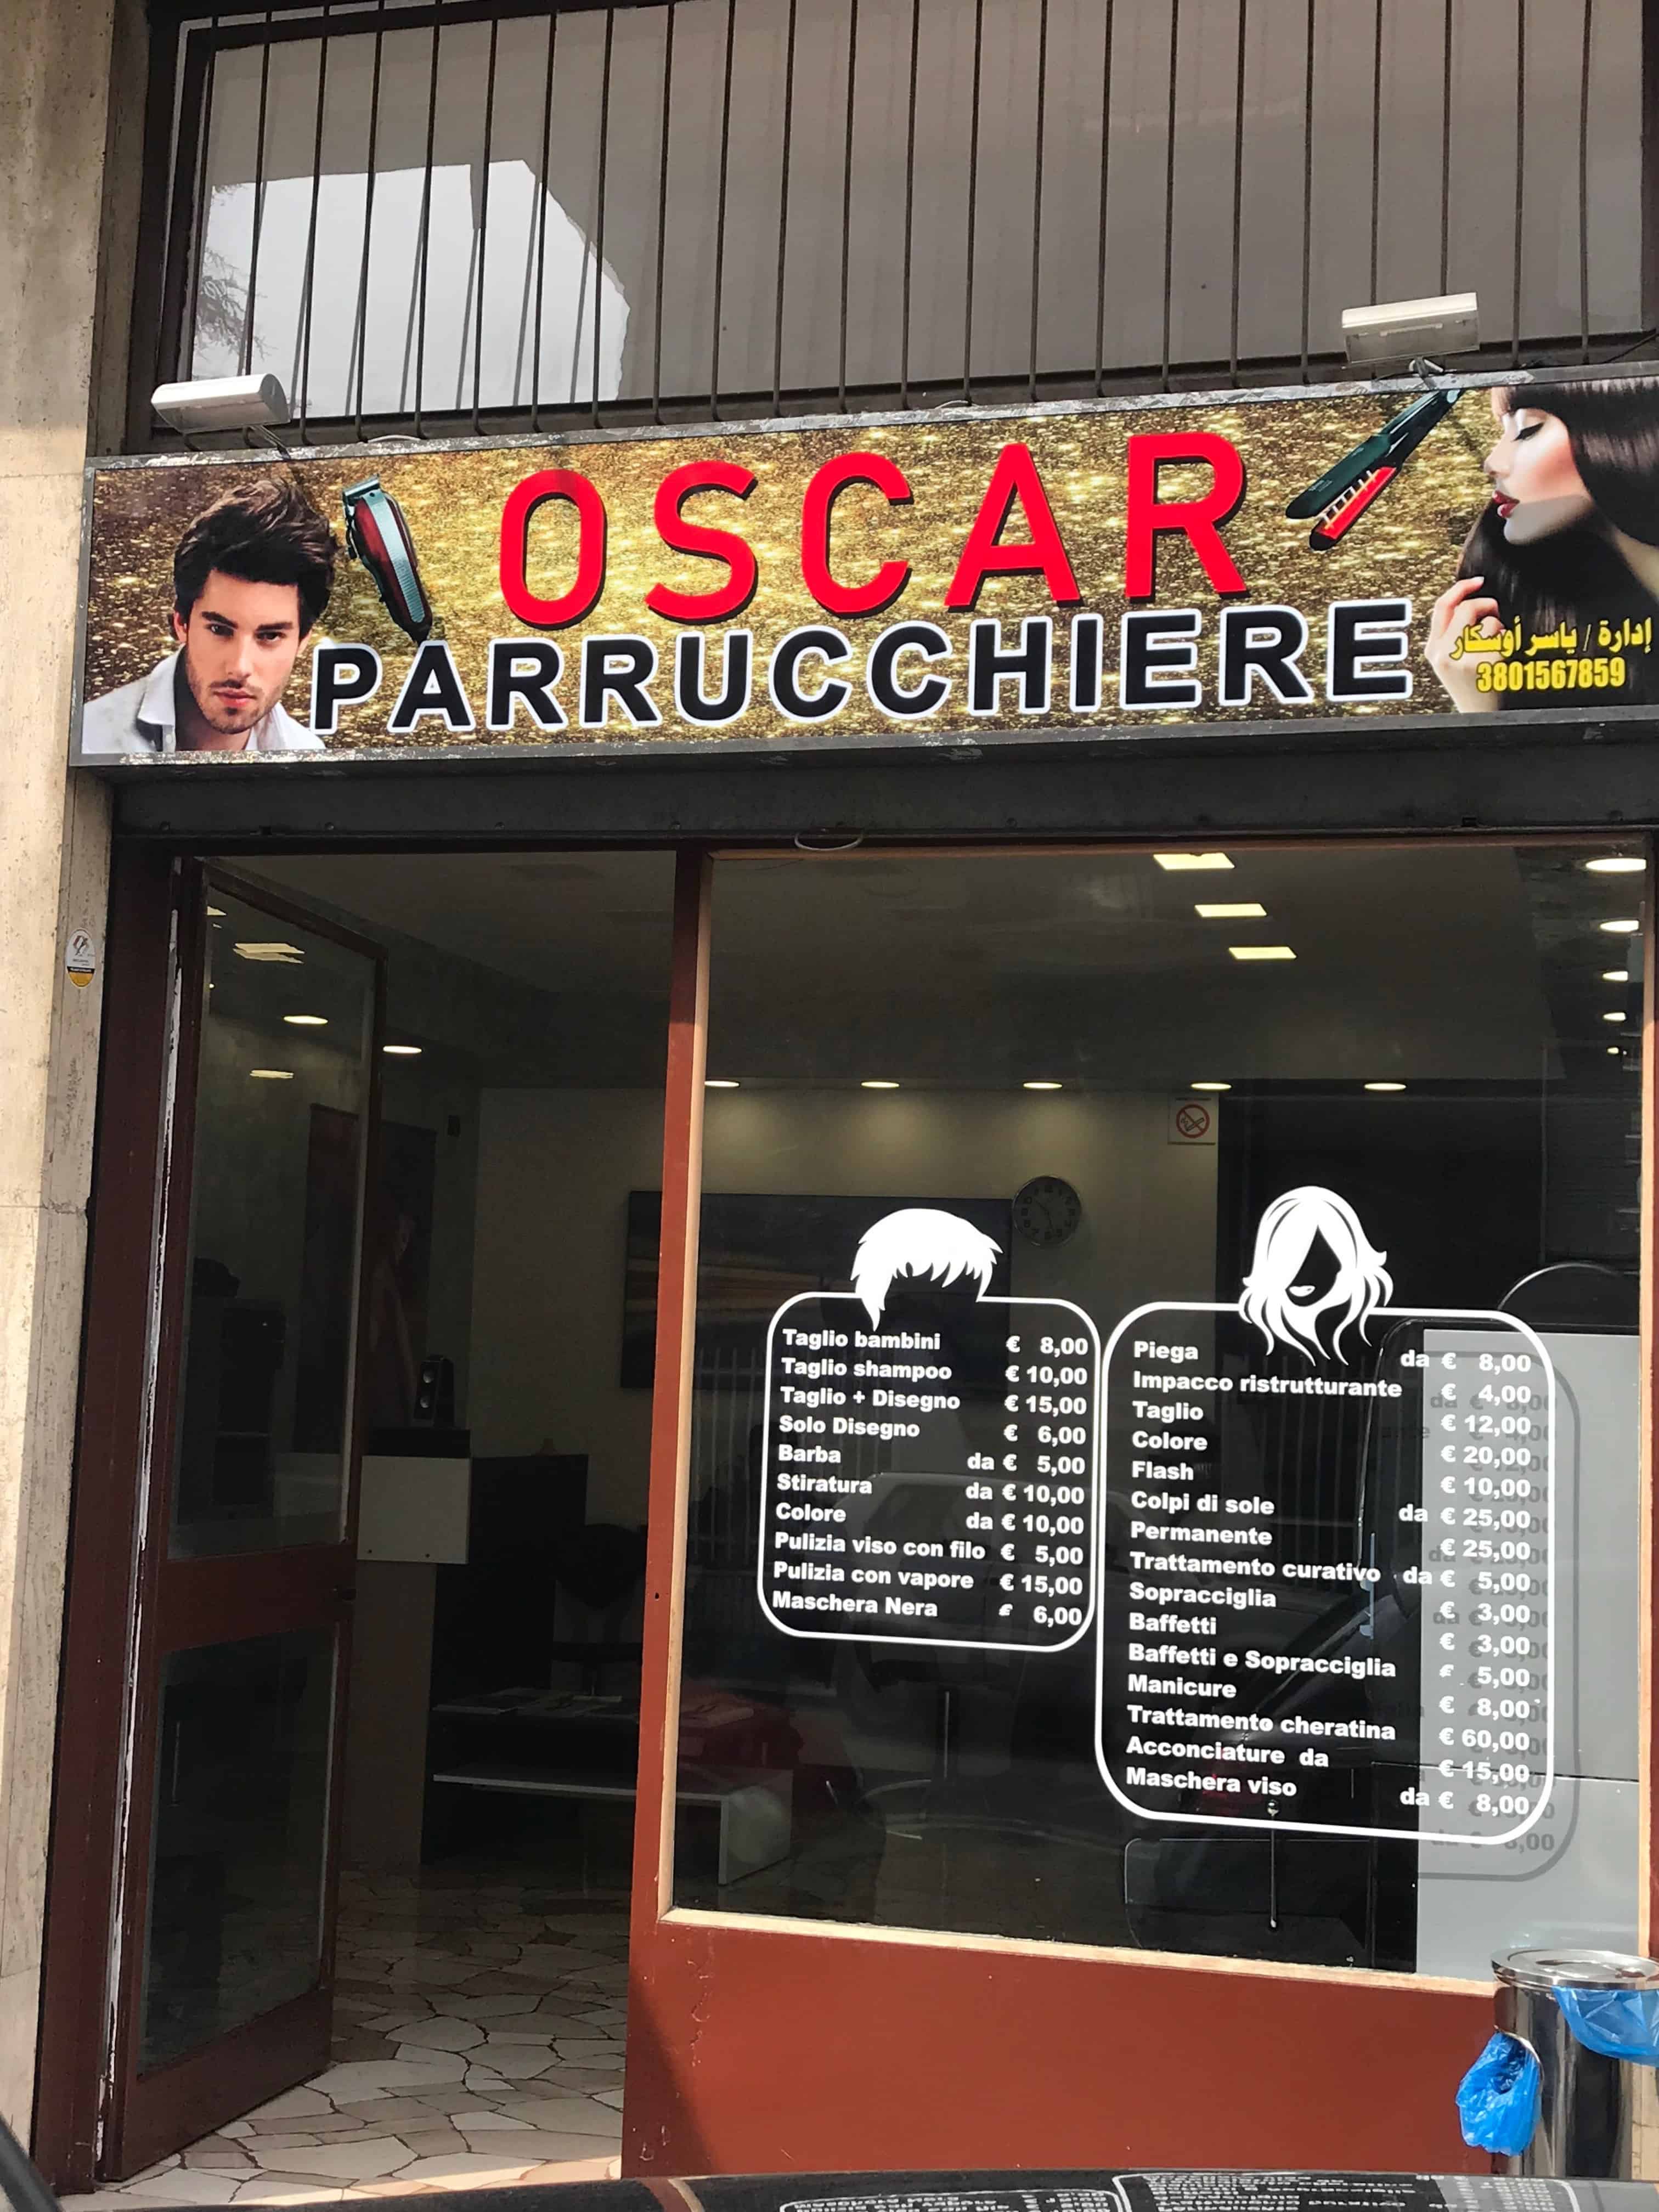 OSCAR
PARRUCCHIERE
إدارة / ياسر أوسكار
3801567859
Taglio bambini € 8,00
Taglio shampoo € 10,00
Taglio + Disegno € 15,00
Solo Disegno € 6,00
Barba da € 5,00
Stiratura da € 10,00
Colore da € 10,00
Pulizia viso con filo € 5,00
Pulizia con vapore € 15,00
Maschera Nera € 6,00
Piega da € 8,00
Impacco ristrutturante € 4,00
Taglio € 12,00
Colore € 20,00
Flash € 10,00
Colpi di sole da € 25,00
Permanente € 25,00
Trattamento curativo da € 5,00
Sopracciglia € 3,00
Baffetti € 3,00
Baffetti e Sopracciglia € 5,00
Manicure € 8,00
Trattamento cheratina € 60,00
Acconciature da € 15,00
Maschera viso da € 8,00